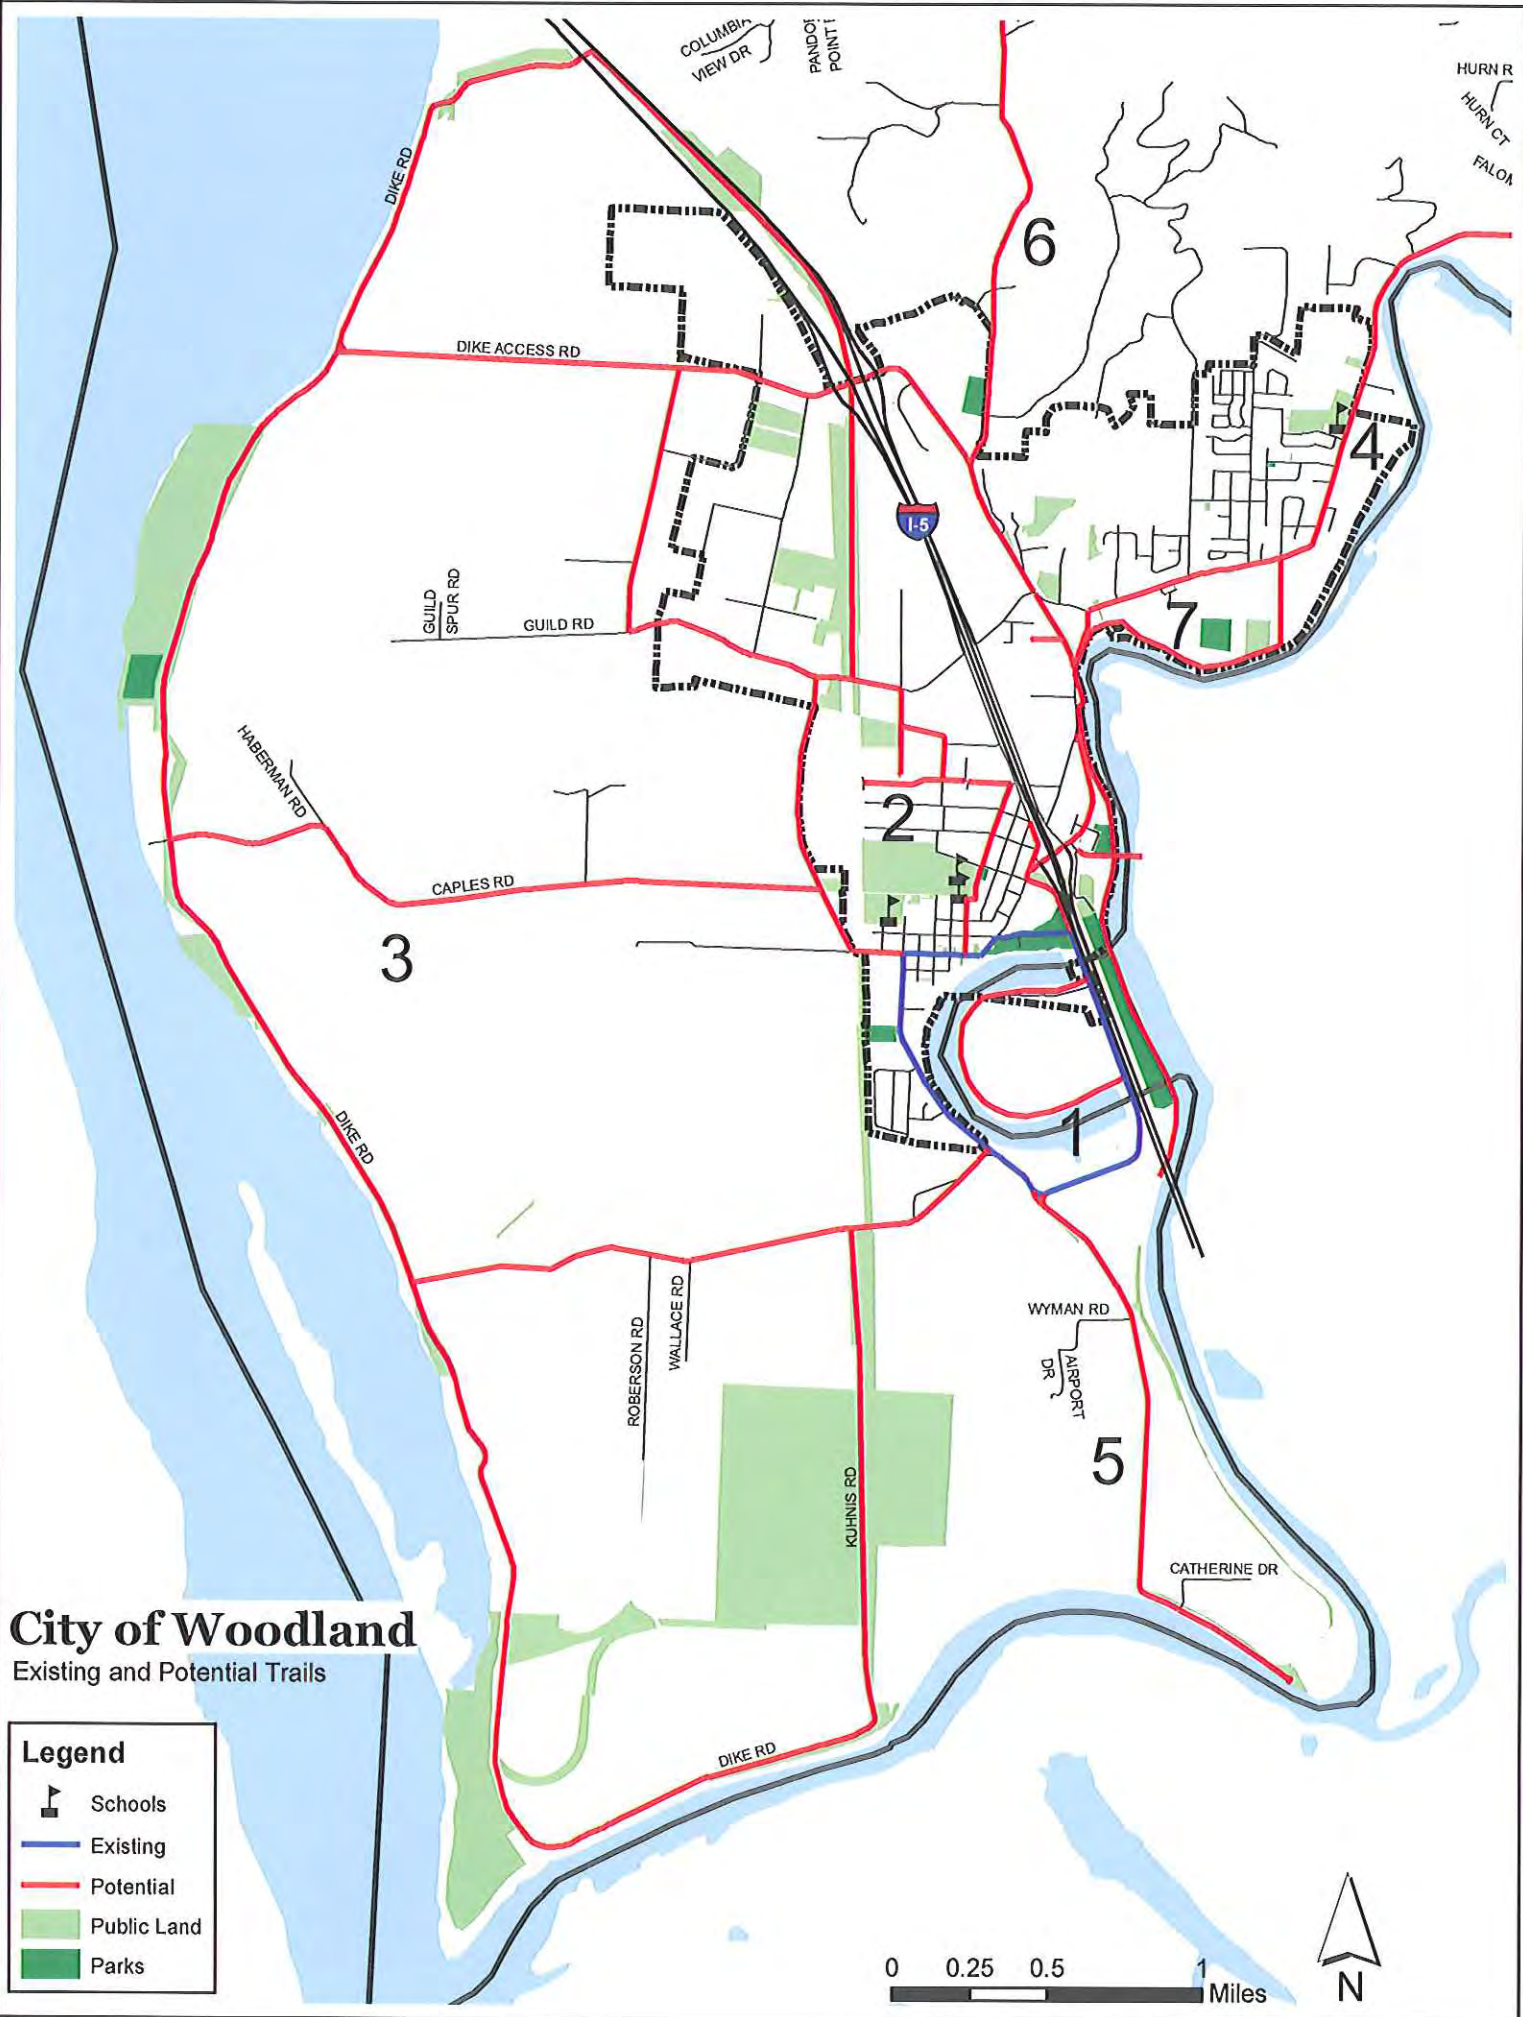 COLUMBIA
VIEW DR
POINT
HURN R
HURN CT
DIKE RD
6
DIKE ACCESS RD
4
I-5
GUILD
SPUR RD
GUILD RD
7
HABERMAN RD
2
CAPLES RD
3
DIKE RD
1
WYMAN RD
ROBERSON RD
WALLACE RD
AIRPORT
DR
5
KUHNIS RD
CATHERINE DR
City of Woodland
Existing and Potential Trails
DIKE RD
Legend
Schools
Existing
Potential
Public Land
Parks
0 0.25 0.5 1
Miles
N